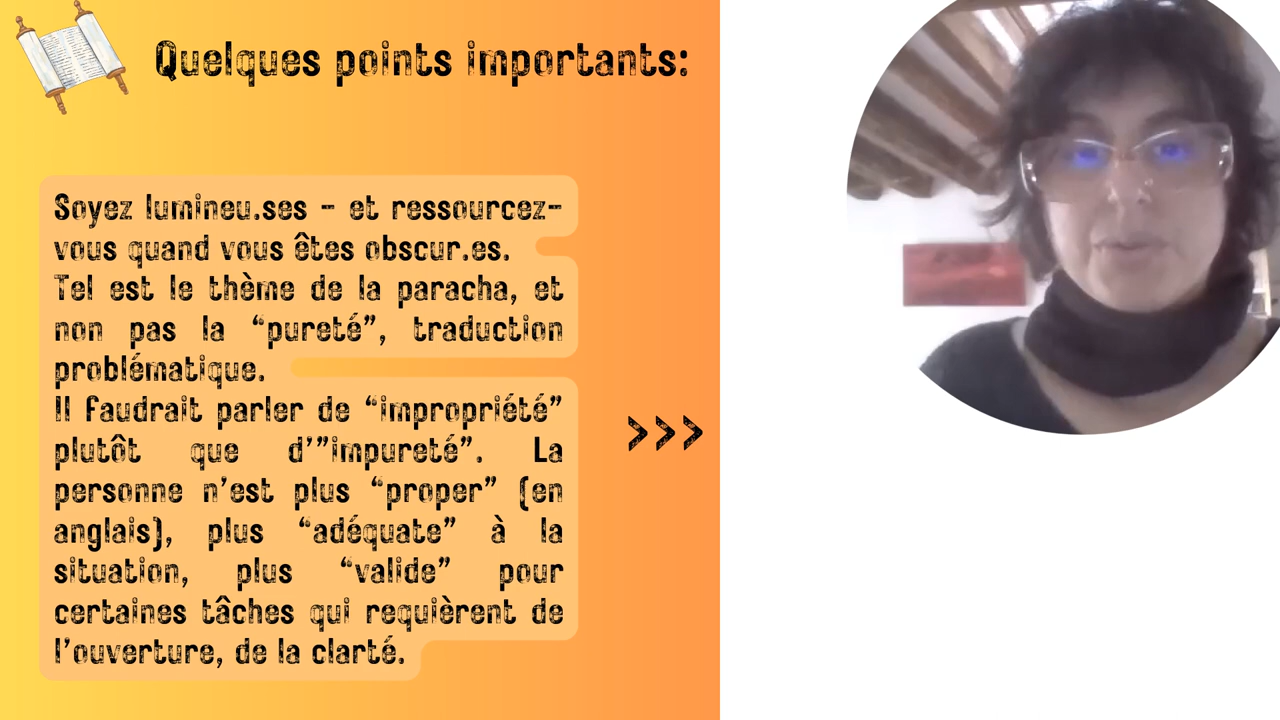 Quelques points importants:
Soyez lumineu.ses - et ressourcez-
vous quand vous êtes obscur.es.
Tel est le thème de la paracha, et
non pas la “pureté”, traduction
problématique.
Il faudrait parler de “impropriété”
plutôt que d’”impureté”. La
personne n’est plus “proper” (en
anglais), plus “adéquate” à la
situation, plus “valide” pour
certaines tâches qui requièrent de
l’ouverture, de la clarté.
>>>